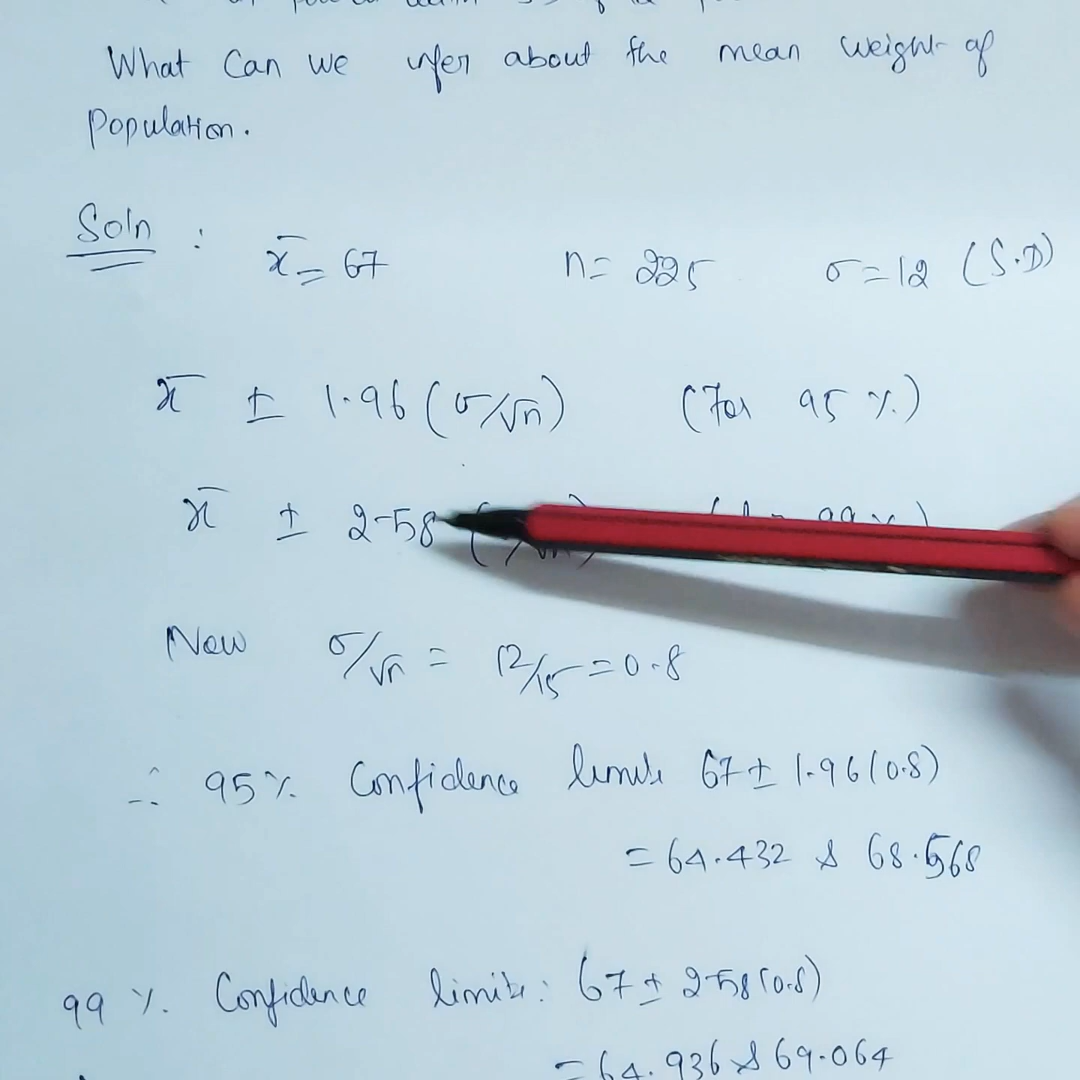 What Can we infer about the mean weight of
population.
Soln : x̄ = 67 n = 225 σ = 12 (S.D)
x̄ ± 1.96 (σ/√n) (For 95 %)
x̄ ± 2.58 (
Now σ/√n = 12/15 = 0.8
∴ 95% Confidence limits 67 ± 1.96 (0.8)
= 64.432 & 68.568
99 %. Confidence limits: 67 ± 2.58 (0.8)
= 64.936 & 69.064